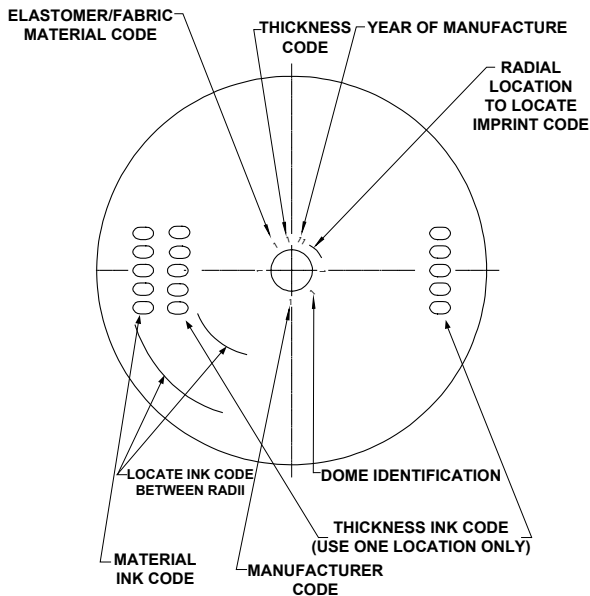 ELASTOMER/FABRIC
MATERIAL CODE
THICKNESS
CODE
YEAR OF MANUFACTURE
RADIAL
LOCATION
TO LOCATE
IMPRINT CODE
LOCATE INK CODE
BETWEEN RADII
DOME IDENTIFICATION
THICKNESS INK CODE
(USE ONE LOCATION ONLY)
MATERIAL
INK CODE
MANUFACTURER
CODE